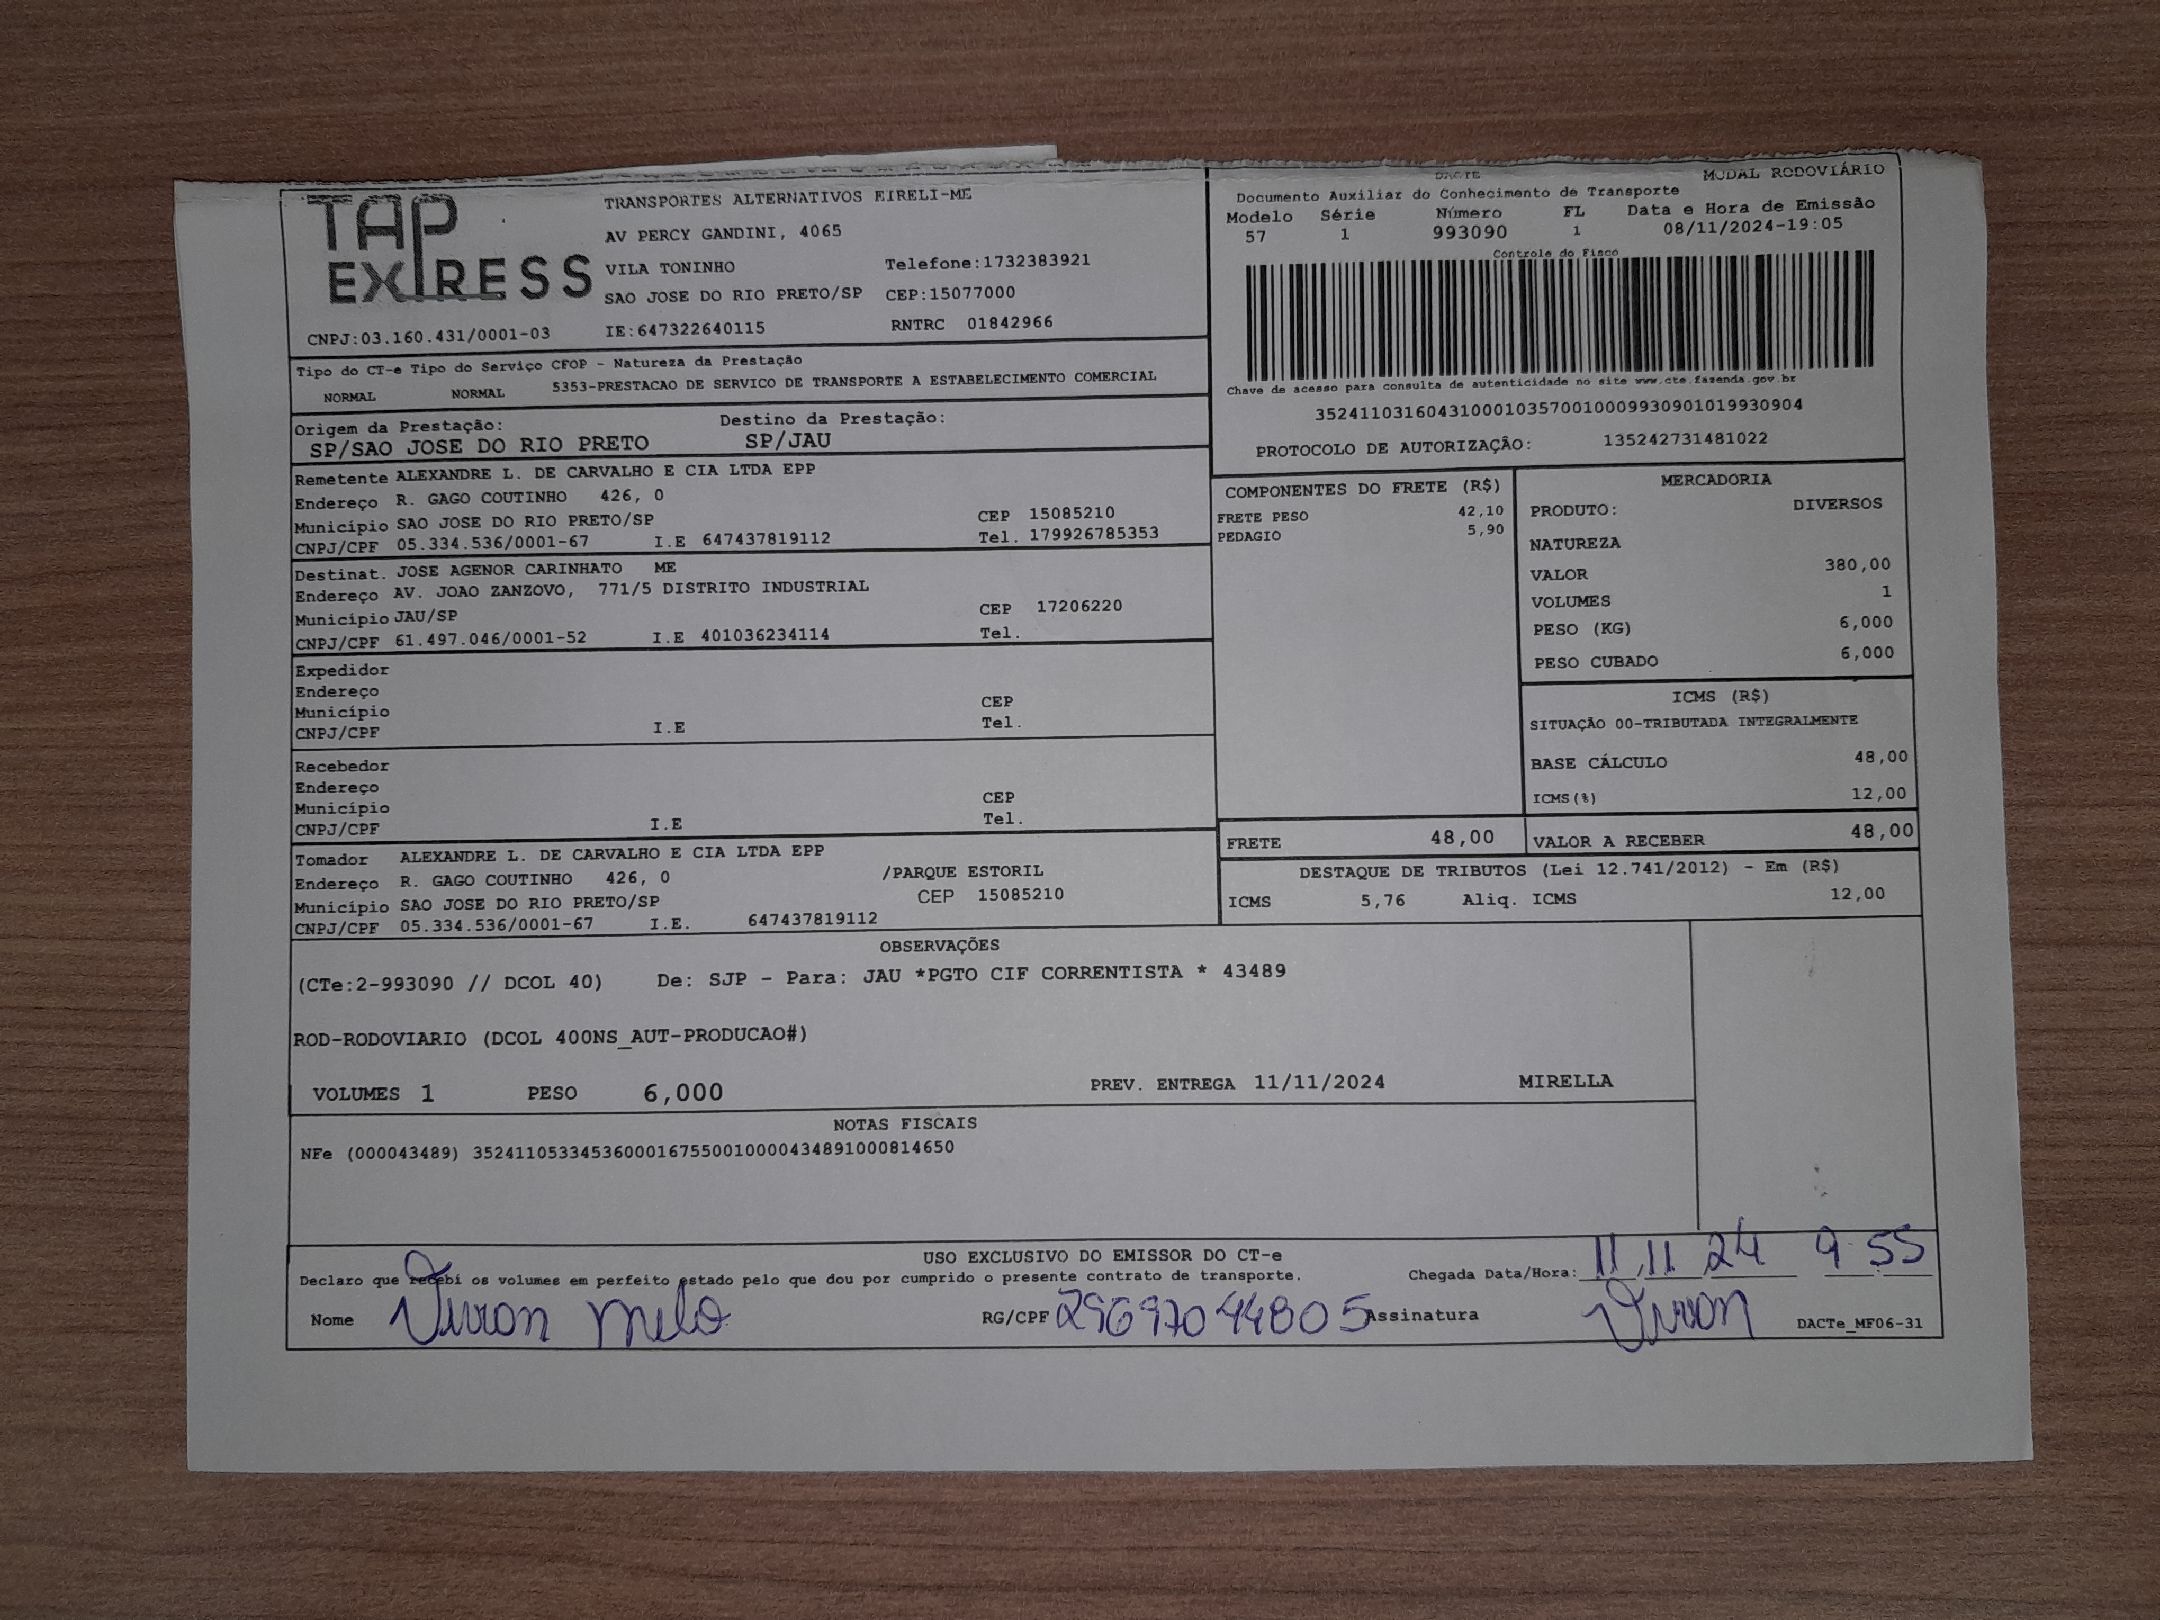 TAP EXPRESS
TRANSPORTES ALTERNATIVOS EIRELI-ME
AV PERCY GANDINI, 4065
VILA TONINHO Telefone:1732383921
SAO JOSE DO RIO PRETO/SP CEP:15077000
CNPJ:03.160.431/0001-03 IE:647322640115 RNTRC 01842966
DACTE MODAL RODOVIÁRIO
Documento Auxiliar do Conhecimento de Transporte
Modelo Série Número FL Data e Hora de Emissão
57 1 993090 1 08/11/2024-19:05
Controle do Fisco
Chave de acesso para consulta de autenticidade no site www.cte.fazenda.gov.br
35241103160431000103570010009930901019930904
PROTOCOLO DE AUTORIZAÇÃO: 135242731481022
Tipo do CT-e Tipo do Serviço CFOP - Natureza da Prestação
NORMAL NORMAL 5353-PRESTACAO DE SERVICO DE TRANSPORTE A ESTABELECIMENTO COMERCIAL
Origem da Prestação: Destino da Prestação:
SP/SAO JOSE DO RIO PRETO SP/JAU
Remetente ALEXANDRE L. DE CARVALHO E CIA LTDA EPP
Endereço R. GAGO COUTINHO 426, 0
Município SAO JOSE DO RIO PRETO/SP CEP 15085210
CNPJ/CPF 05.334.536/0001-67 I.E 647437819112 Tel. 179926785353
Destinat. JOSE AGENOR CARINHATO ME
Endereço AV. JOAO ZANZOVO, 771/5 DISTRITO INDUSTRIAL
Município JAU/SP CEP 17206220
CNPJ/CPF 61.497.046/0001-52 I.E 401036234114 Tel.
Expedidor
Endereço
Município CEP
CNPJ/CPF I.E Tel.
Recebedor
Endereço
Município CEP
CNPJ/CPF I.E Tel.
Tomador ALEXANDRE L. DE CARVALHO E CIA LTDA EPP
Endereço R. GAGO COUTINHO 426, 0 /PARQUE ESTORIL
Município SAO JOSE DO RIO PRETO/SP CEP 15085210
CNPJ/CPF 05.334.536/0001-67 I.E. 647437819112
COMPONENTES DO FRETE (R$)
FRETE PESO 42,10
PEDAGIO 5,90
MERCADORIA
PRODUTO: DIVERSOS
NATUREZA
VALOR 380,00
VOLUMES 1
PESO (KG) 6,000
PESO CUBADO 6,000
ICMS (R$)
SITUAÇÃO 00-TRIBUTADA INTEGRALMENTE
BASE CÁLCULO 48,00
ICMS(%) 12,00
FRETE 48,00 VALOR A RECEBER 48,00
DESTAQUE DE TRIBUTOS (Lei 12.741/2012) - Em (R$)
ICMS 5,76 Aliq. ICMS 12,00
OBSERVAÇÕES
(CTe:2-993090 // DCOL 40) De: SJP - Para: JAU *PGTO CIF CORRENTISTA * 43489
ROD-RODOVIARIO (DCOL 400NS_AUT-PRODUCAO#)
VOLUMES 1 PESO 6,000 PREV. ENTREGA 11/11/2024 MIRELLA
NOTAS FISCAIS
NFe (000043489) 35241105334536000167550010000434891000814650
USO EXCLUSIVO DO EMISSOR DO CT-e
Declaro que recebi os volumes em perfeito estado pelo que dou por cumprido o presente contrato de transporte. Chegada Data/Hora: 11 11 24 9 55
Nome Melo RG/CPF 29697044805 Assinatura
DACTe_MF06-31